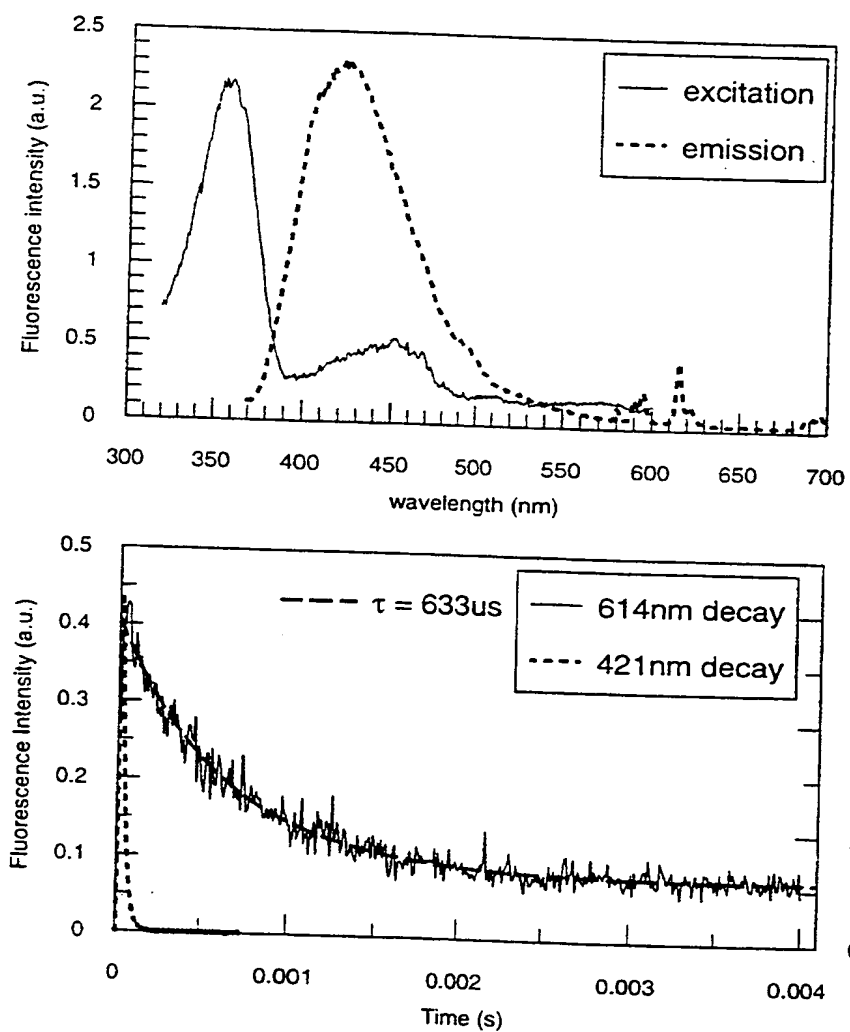 2.5
2
1.5
1
0.5
0
Fluorescence intensity (a.u.)
excitation
emission
300 350 400 450 500 550 600 650 700
wavelength (nm)
0.5
0.4
0.3
0.2
0.1
0
Fluorescence Intensity (a.u.)
τ = 633us
614nm decay
421nm decay
0 0.001 0.002 0.003 0.004
Time (s)